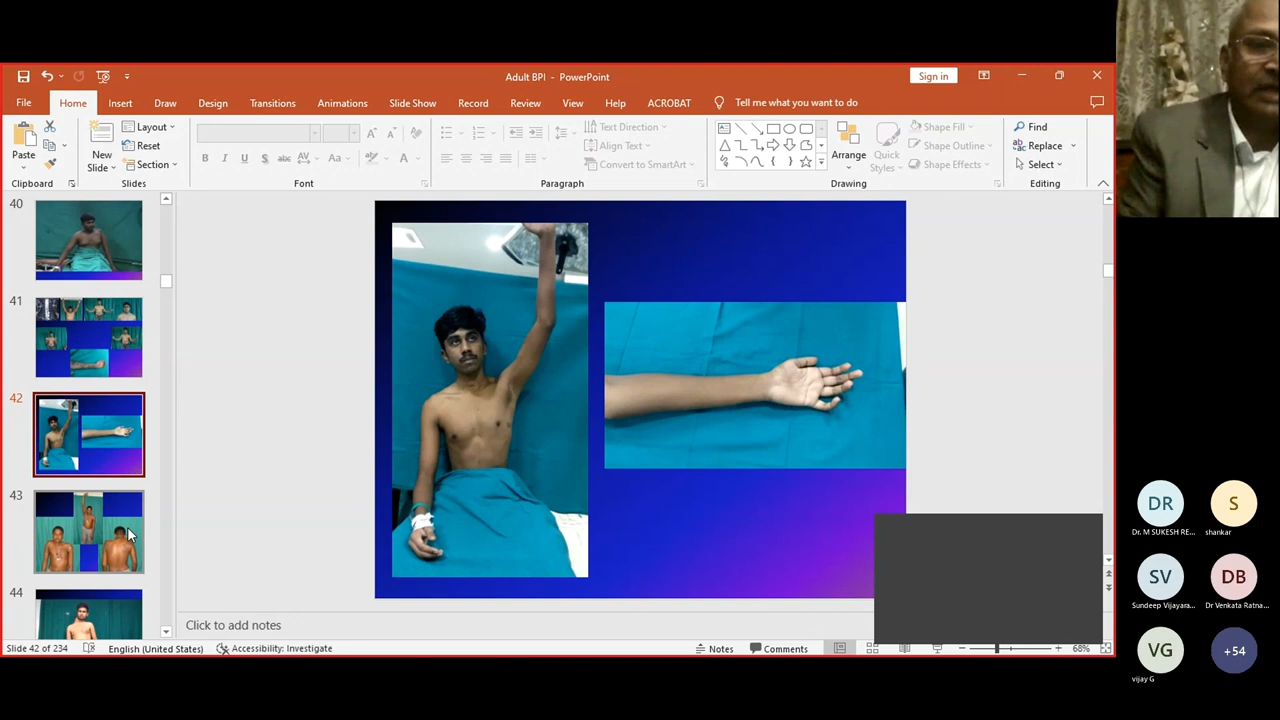 Adult BPI - PowerPoint
Sign in
File Home Insert Draw Design Transitions Animations Slide Show Record Review View Help ACROBAT Tell me what you want to do
Paste
Clipboard
New Slide
Layout
Reset
Section
Slides
B I U S abc AV Aa A
Font
Text Direction
Align Text
Convert to SmartArt
Paragraph
Arrange
Quick Styles
Shape Fill
Shape Outline
Shape Effects
Drawing
Find
Replace
Select
Editing
40
41
42
43
44
Click to add notes
Slide 42 of 234 English (United States) Accessibility: Investigate Notes Comments 68%
DR
Dr. M SUKESH RE...
S
shankar
SV
Sundeep Vijayara...
DB
Dr Venkata Ratna...
VG
vijay G
+54